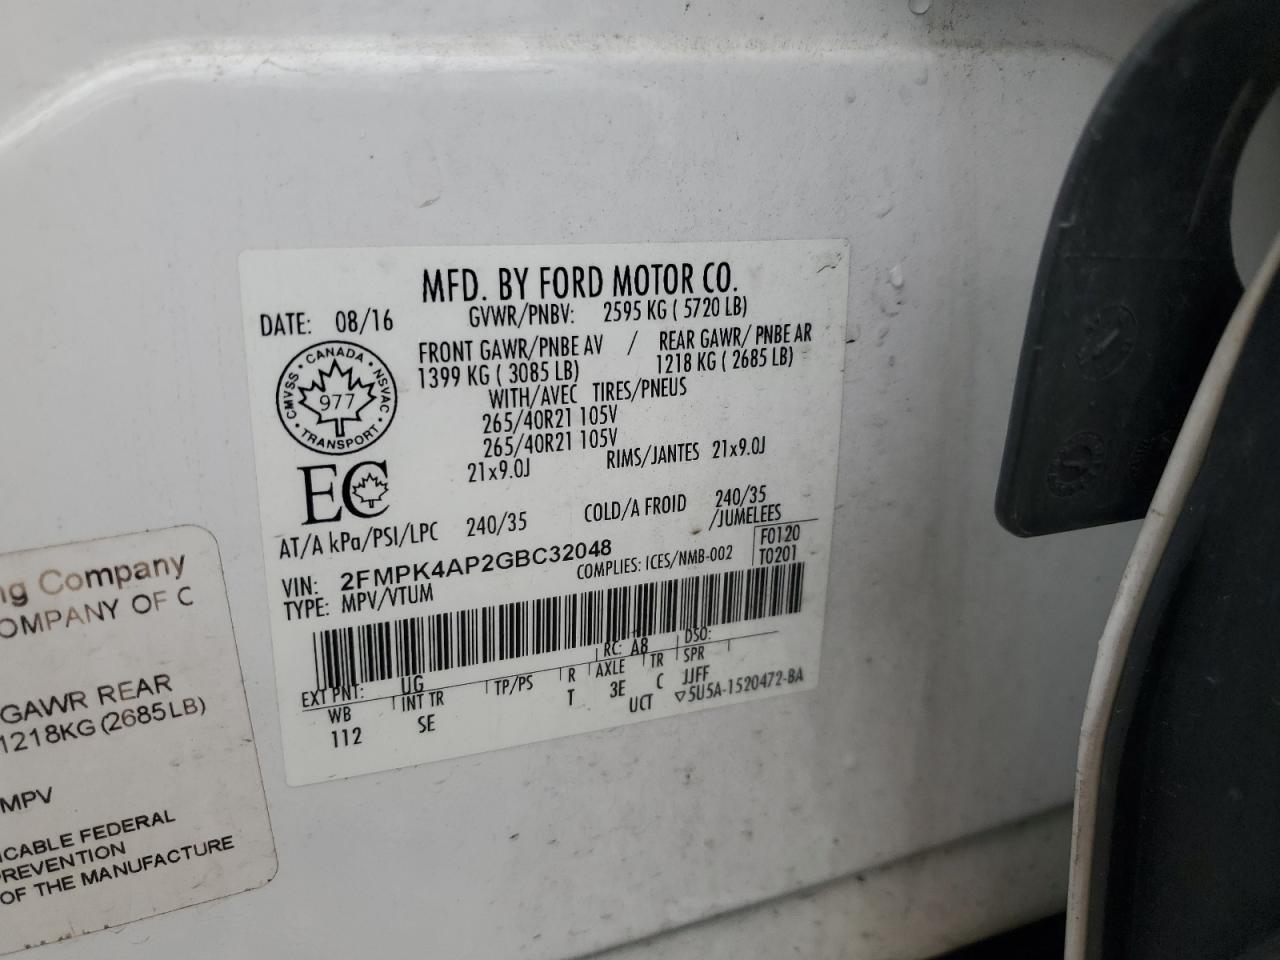 MFD. BY FORD MOTOR CO.
DATE: 08/16
GVWR/PNBV: 2595 KG ( 5720 LB)
FRONT GAWR/PNBE AV / REAR GAWR/ PNBE AR
1399 KG ( 3085 LB) 1218 KG ( 2685 LB)
WITH/AVEC TIRES/PNEUS
265/40R21 105V
265/40R21 105V
21x9.0J RIMS/JANTES 21x9.0J
CANADA
CMVSS 977 NSVAC
TRANSPORT
EC
AT/A kPa/PSI/LPC 240/35 COLD/A FROID 240/35
/JUMELEES
VIN: 2FMPK4AP2GBC32048
F0120
TYPE: MPV/VTUM COMPLIES: ICES/NMB-002 T0201
EXT PNT: UG RC: A8 DSO:
WB INT TR TP/PS R AXLE TR SPR
112 SE T 3E C JJFF
UCT ▽5U5A-1520472-BA
ng Company
OMPANY OF C
GAWR REAR
1218KG (2685LB)
MPV
ICABLE FEDERAL
REVENTION
OF THE MANUFACTURE